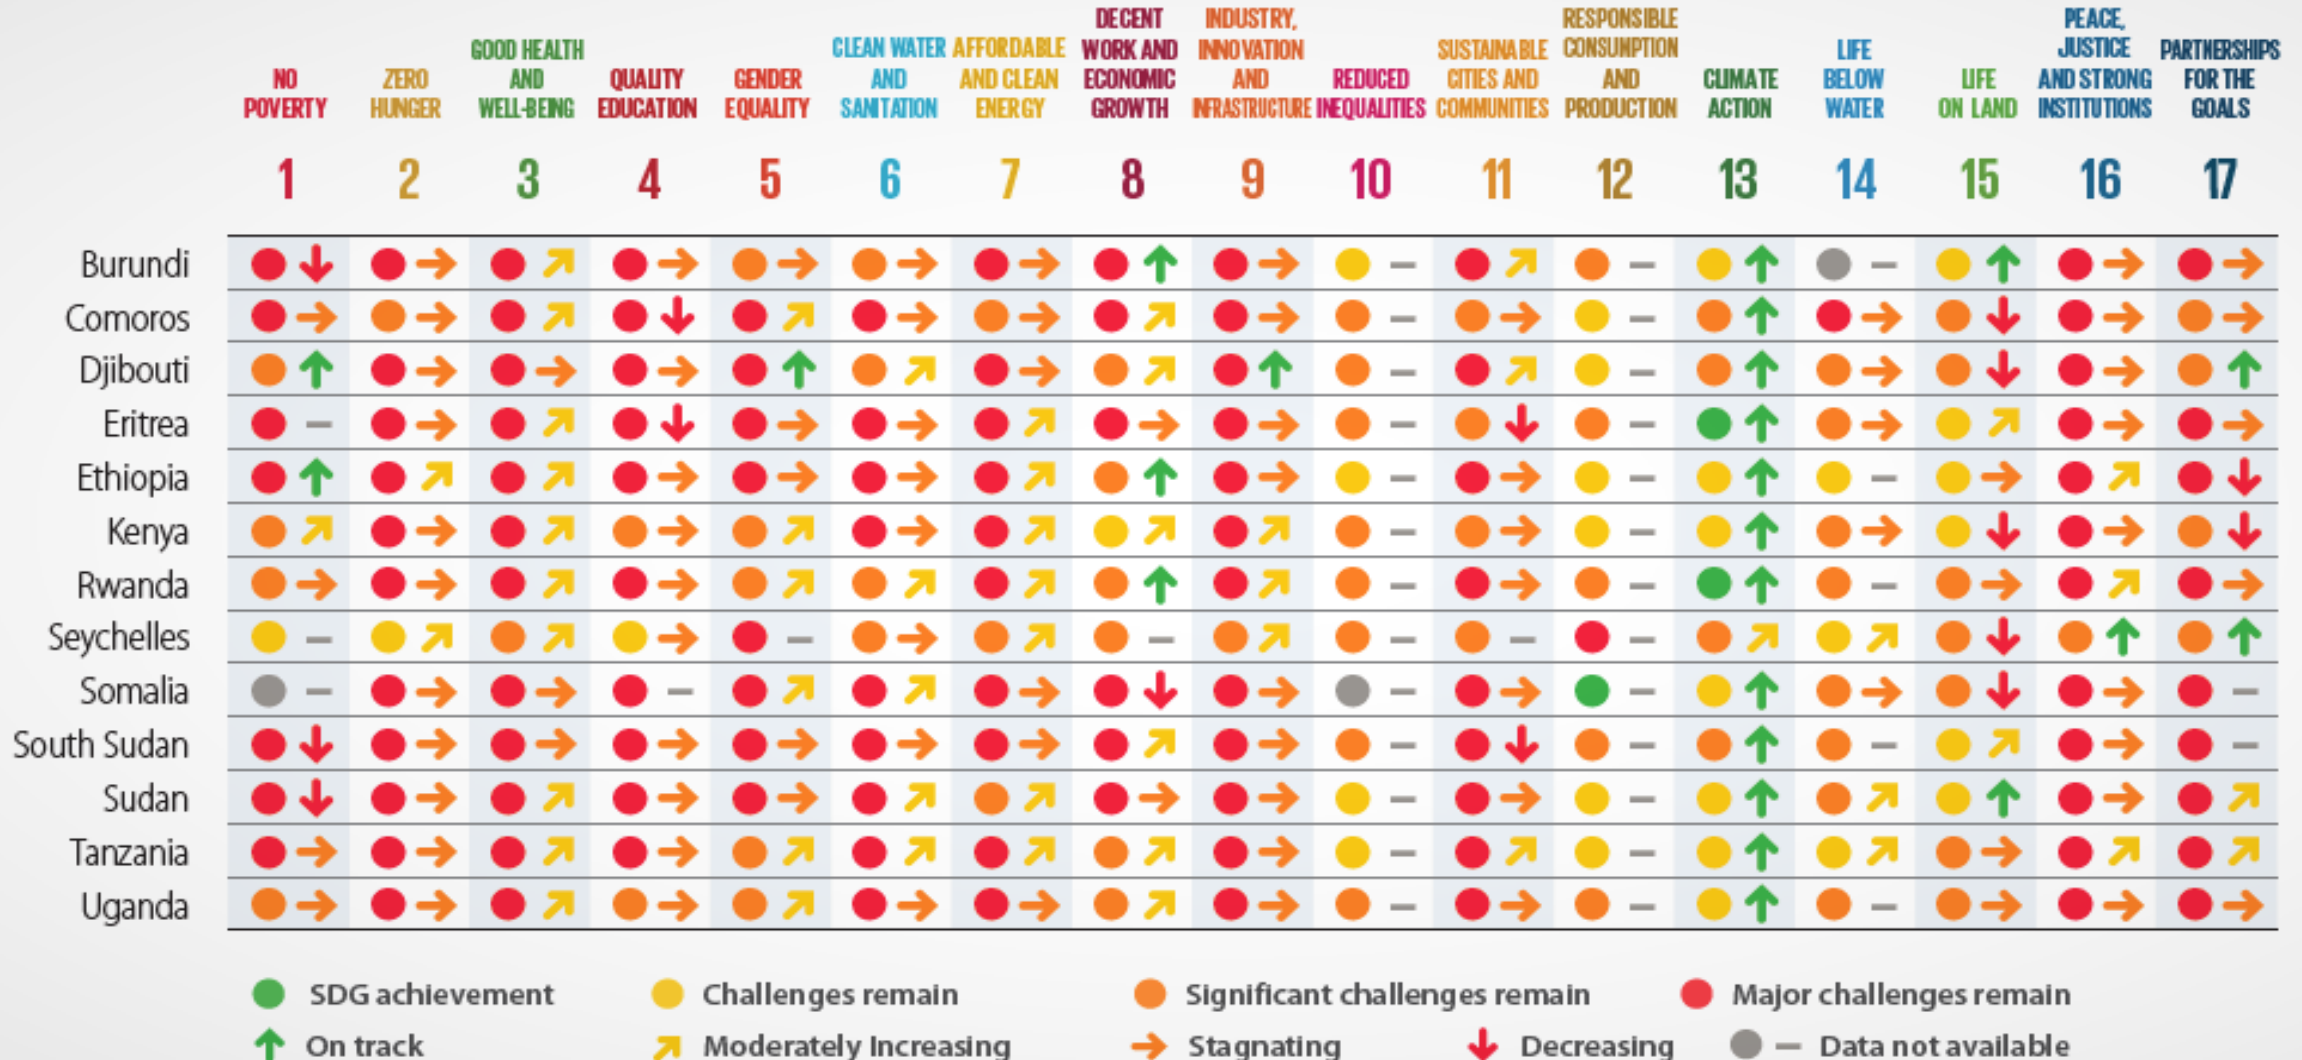 NO
POVERTY
ZERO
HUNGER
GOOD HEALTH
AND
WELL-BEING
QUALITY
EDUCATION
GENDER
EQUALITY
CLEAN WATER
AND
SANITATION
AFFORDABLE
AND CLEAN
ENERGY
DECENT
WORK AND
ECONOMIC
GROWTH
INDUSTRY,
INNOVATION
AND
INFRASTRUCTURE
REDUCED
INEQUALITIES
SUSTAINABLE
CITIES AND
COMMUNITIES
RESPONSIBLE
CONSUMPTION
AND
PRODUCTION
CLIMATE
ACTION
LIFE
BELOW
WATER
LIFE
ON LAND
PEACE,
JUSTICE
AND STRONG
INSTITUTIONS
PARTNERSHIPS
FOR THE
GOALS
1 2 3 4 5 6 7 8 9 10 11 12 13 14 15 16 17
Burundi
Comoros
Djibouti
Eritrea
Ethiopia
Kenya
Rwanda
Seychelles
Somalia
South Sudan
Sudan
Tanzania
Uganda
SDG achievement Challenges remain Significant challenges remain Major challenges remain
On track Moderately Increasing Stagnating Decreasing Data not available